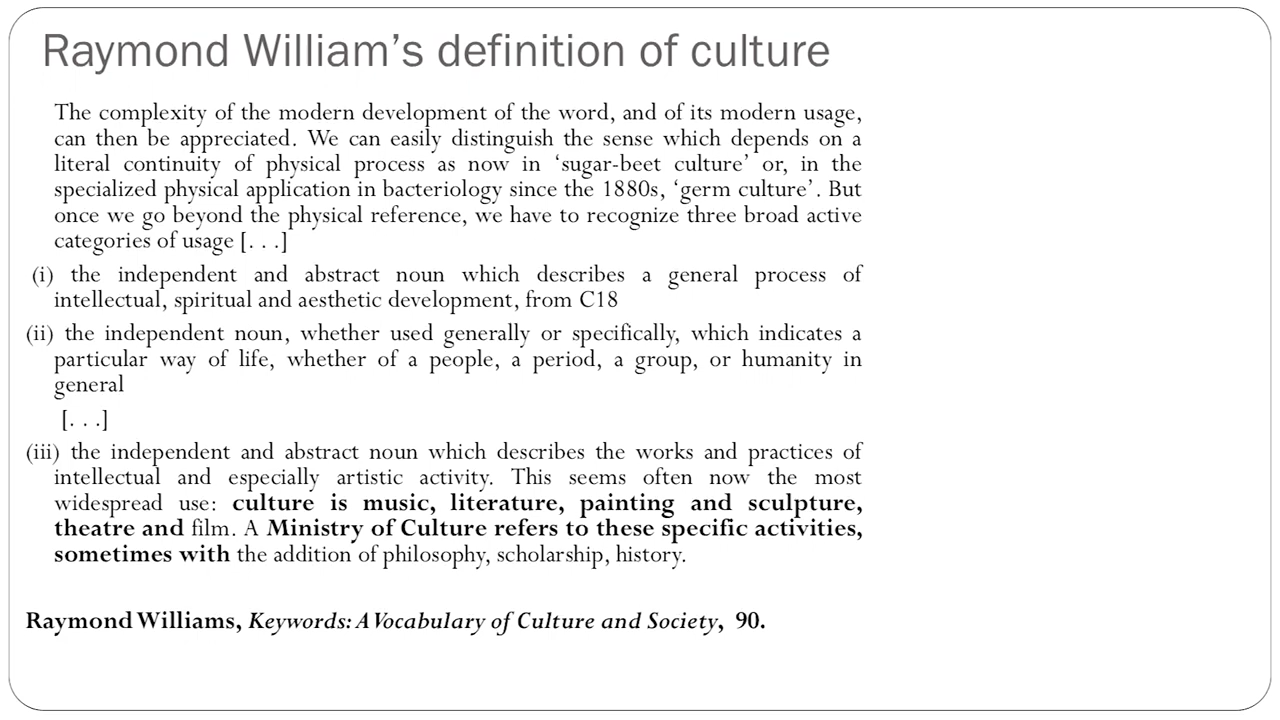 Raymond William’s definition of culture
The complexity of the modern development of the word, and of its modern usage,
can then be appreciated. We can easily distinguish the sense which depends on a
literal continuity of physical process as now in ‘sugar-beet culture’ or, in the
specialized physical application in bacteriology since the 1880s, ‘germ culture’. But
once we go beyond the physical reference, we have to recognize three broad active
categories of usage [. . .]
(i) the independent and abstract noun which describes a general process of
intellectual, spiritual and aesthetic development, from C18
(ii) the independent noun, whether used generally or specifically, which indicates a
particular way of life, whether of a people, a period, a group, or humanity in
general
[. . .]
(iii) the independent and abstract noun which describes the works and practices of
intellectual and especially artistic activity. This seems often now the most
widespread use: culture is music, literature, painting and sculpture,
theatre and film. A Ministry of Culture refers to these specific activities,
sometimes with the addition of philosophy, scholarship, history.
Raymond Williams, Keywords: A Vocabulary of Culture and Society, 90.